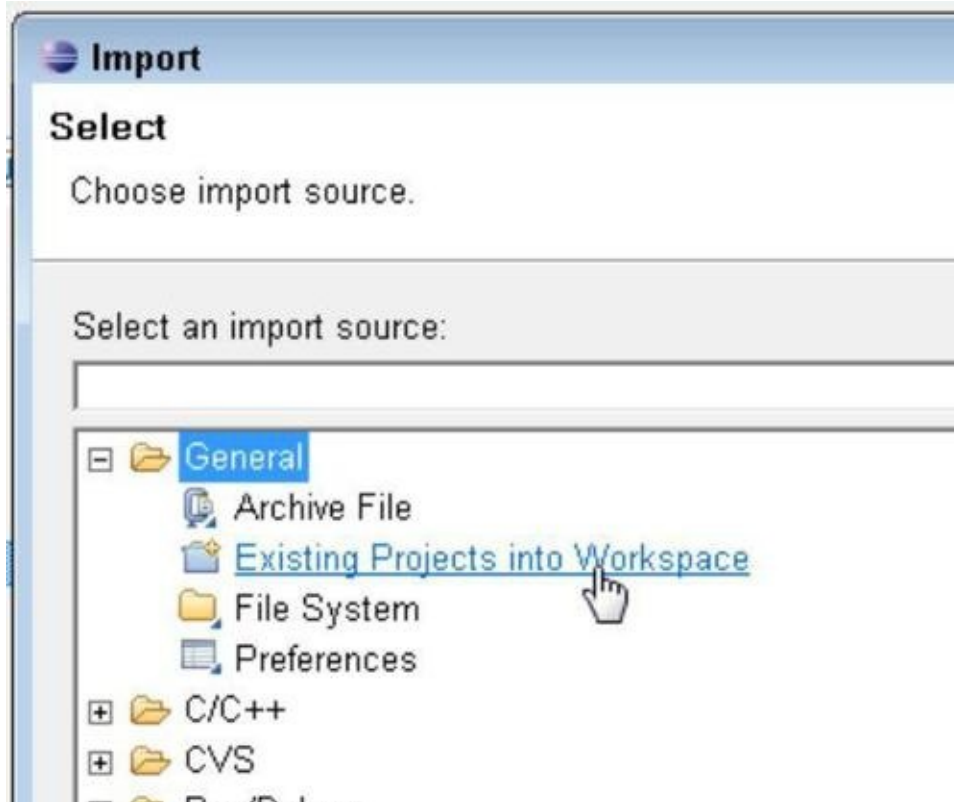 Import
Select
Choose import source.
Select an import source:
General
Archive File
Existing Projects into Workspace
File System
Preferences
C/C++
CVS